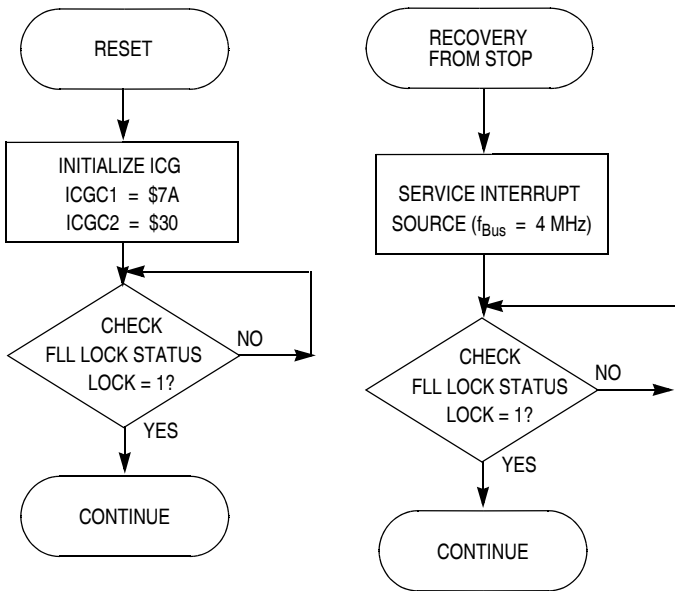 RESET
INITIALIZE ICG
ICGC1 = $7A
ICGC2 = $30
CHECK
FLL LOCK STATUS
LOCK = 1?
NO
YES
CONTINUE
RECOVERY
FROM STOP
SERVICE INTERRUPT
SOURCE (fBus = 4 MHz)
CHECK
FLL LOCK STATUS
LOCK = 1?
NO
YES
CONTINUE